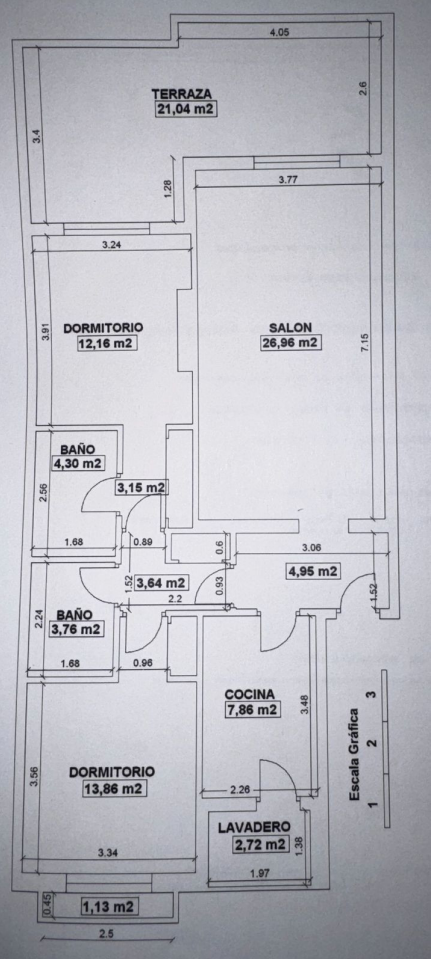 4.05
TERRAZA
21,04 m2
2.6
3.4
1.28
3.77
3.24
DORMITORIO
12,16 m2
3.91
SALON
26,96 m2
7.15
BAÑO
4,30 m2
3,15 m2
2.56
1.68
0.89
0.6
3.06
1.52
3,64 m2
0.93
4,95 m2
1.52
2.2
2.24
BAÑO
3,76 m2
1.68
0.96
COCINA
7,86 m2
3.48
DORMITORIO
13,86 m2
3.56
2.26
Escala Gráfica
1 2 3
LAVADERO
2,72 m2
1.38
3.34
1.97
0.45
1,13 m2
2.5